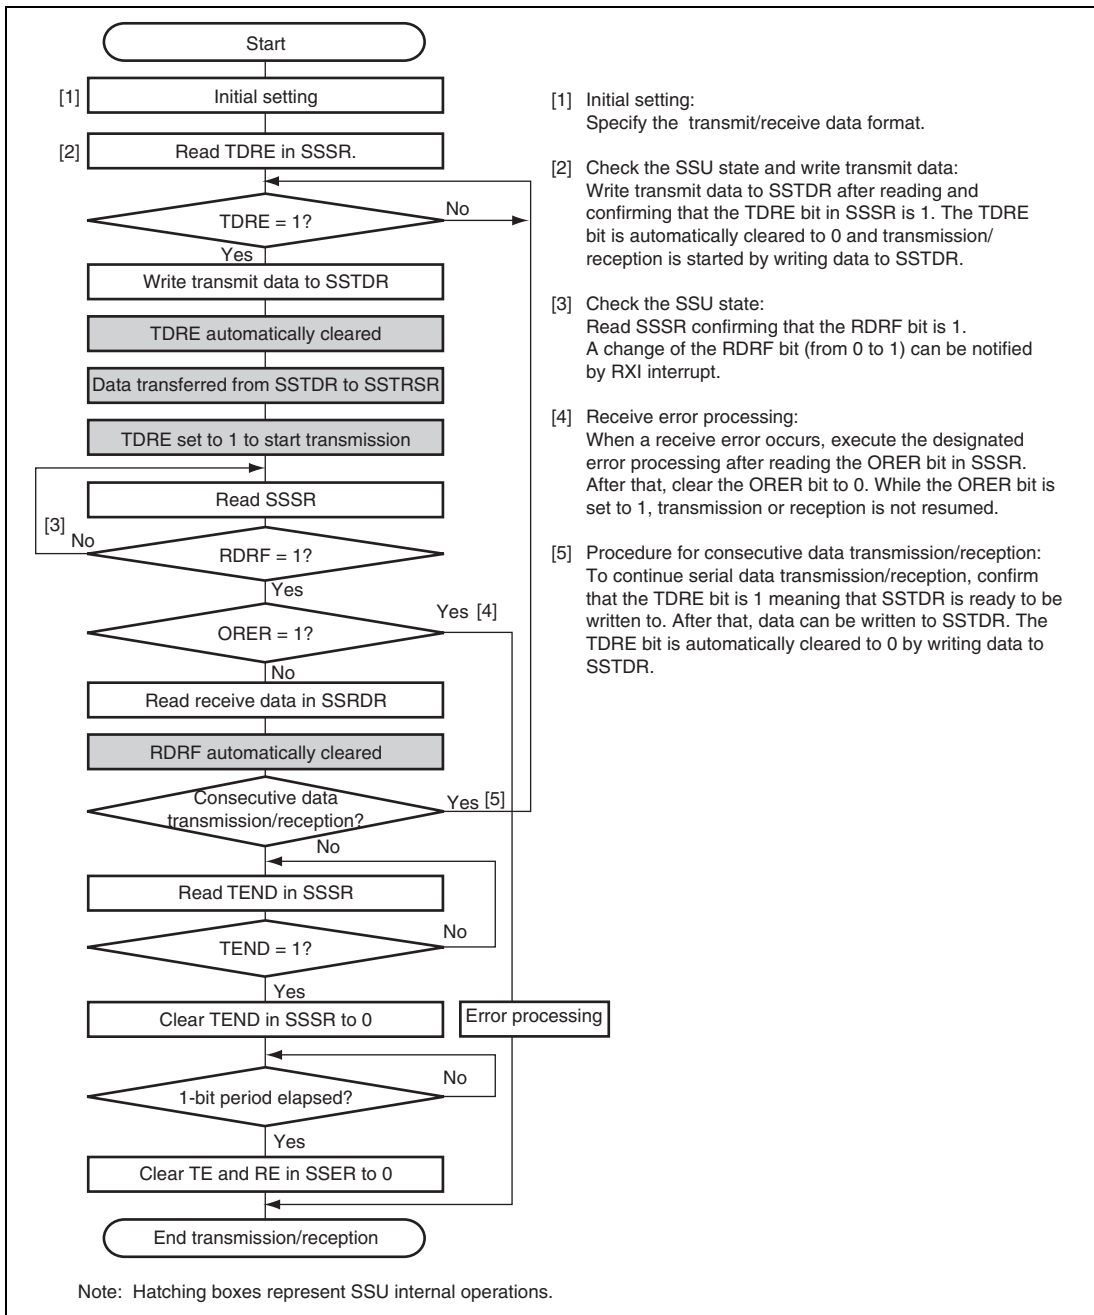 Start
[1] Initial setting
[2] Read TDRE in SSSR.
TDRE = 1?
No
Yes
Write transmit data to SSTDR
TDRE automatically cleared
Data transferred from SSTDR to SSTRSR
TDRE set to 1 to start transmission
Read SSSR
[3]
No
RDRF = 1?
Yes
Yes [4]
ORER = 1?
No
Read receive data in SSRDR
RDRF automatically cleared
Consecutive data
transmission/reception?
Yes [5]
No
Read TEND in SSSR
TEND = 1?
No
Yes
Clear TEND in SSSR to 0
Error processing
1-bit period elapsed?
No
Yes
Clear TE and RE in SSER to 0
End transmission/reception
[1] Initial setting:
Specify the transmit/receive data format.
[2] Check the SSU state and write transmit data:
Write transmit data to SSTDR after reading and
confirming that the TDRE bit in SSSR is 1. The TDRE
bit is automatically cleared to 0 and transmission/
reception is started by writing data to SSTDR.
[3] Check the SSU state:
Read SSSR confirming that the RDRF bit is 1.
A change of the RDRF bit (from 0 to 1) can be notified
by RXI interrupt.
[4] Receive error processing:
When a receive error occurs, execute the designated
error processing after reading the ORER bit in SSSR.
After that, clear the ORER bit to 0. While the ORER bit is
set to 1, transmission or reception is not resumed.
[5] Procedure for consecutive data transmission/reception:
To continue serial data transmission/reception, confirm
that the TDRE bit is 1 meaning that SSTDR is ready to be
written to. After that, data can be written to SSTDR. The
TDRE bit is automatically cleared to 0 by writing data to
SSTDR.
Note: Hatching boxes represent SSU internal operations.